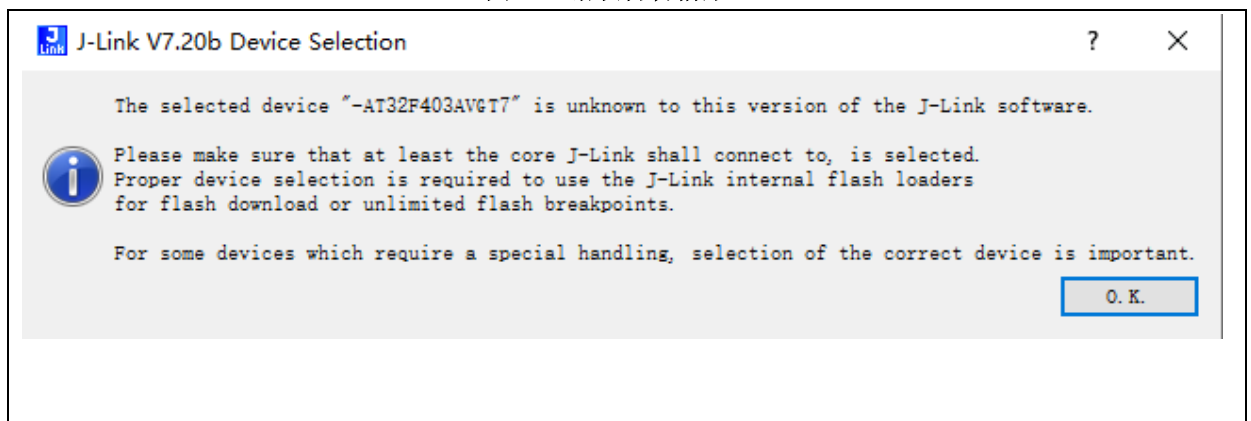 J-Link V7.20b Device Selection
The selected device "-AT32F403AVGT7" is unknown to this version of the J-Link software.
Please make sure that at least the core J-Link shall connect to, is selected.
Proper device selection is required to use the J-Link internal flash loaders
for flash download or unlimited flash breakpoints.
For some devices which require a special handling, selection of the correct device is important.
O.K.